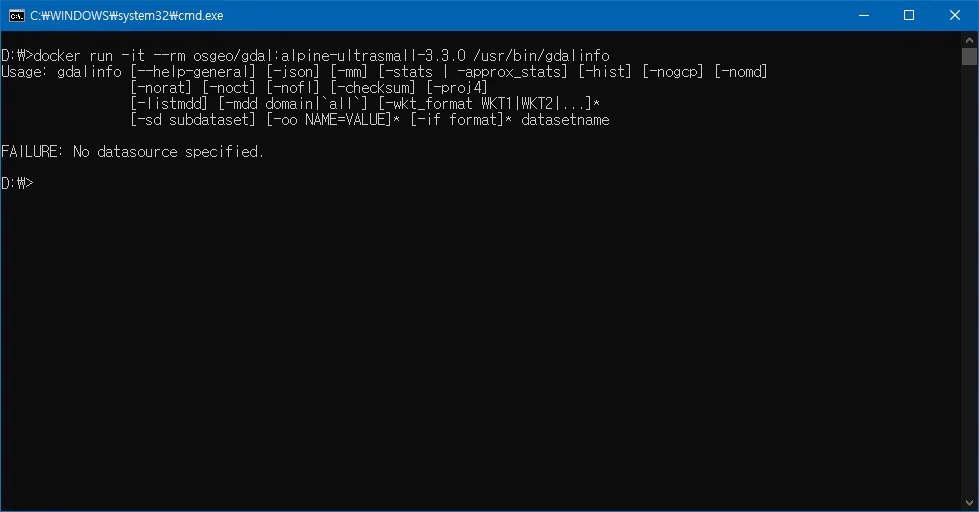 C:₩WINDOWS₩system32₩cmd.exe
D:₩>docker run -it --rm osgeo/gdal:alpine-ultrasmall-3.3.0 /usr/bin/gdalinfo
Usage: gdalinfo [--help-general] [-json] [-mm] [-stats | -approx_stats] [-hist] [-nogcp] [-nomd]
[-norat] [-noct] [-nofl] [-checksum] [-proj4]
[-listmdd] [-mdd domain|`all`] [-wkt_format WKT1|WKT2|...]*
[-sd subdataset] [-oo NAME=VALUE]* [-if format]* datasetname
FAILURE: No datasource specified.
D:₩>